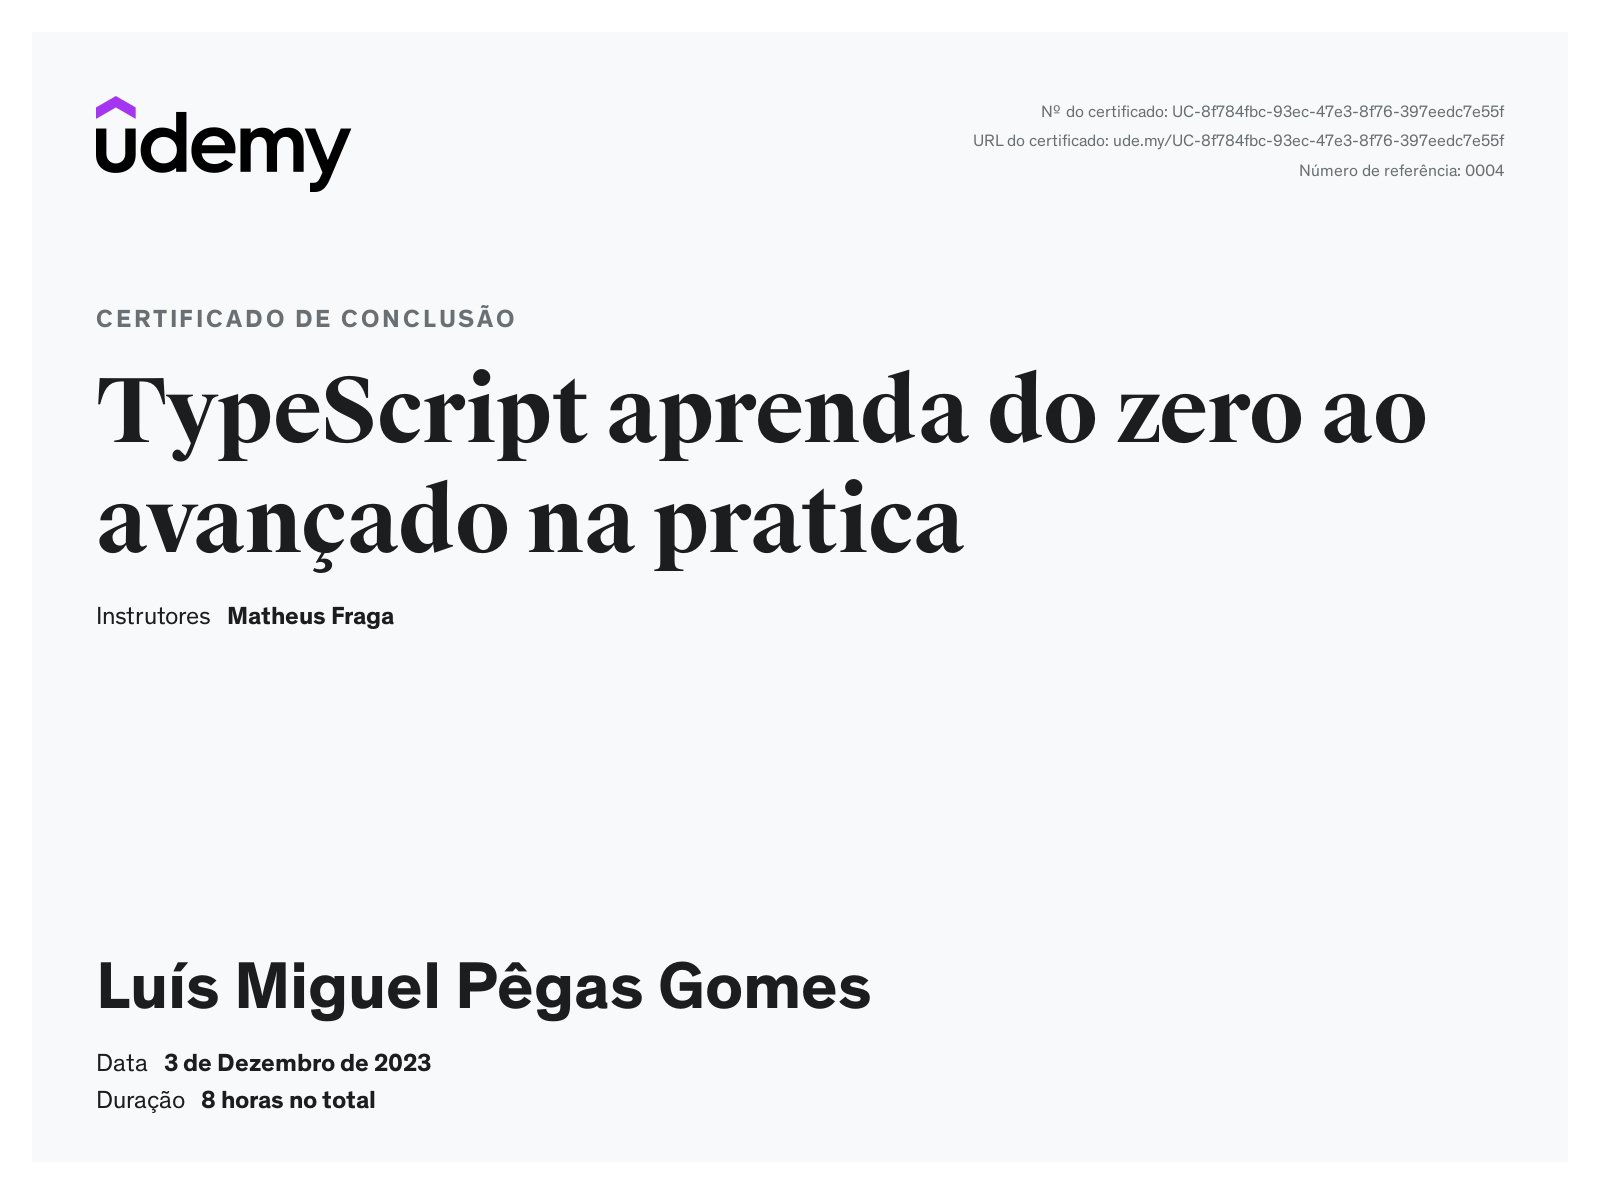 udemy
Nº do certificado: UC-8f784fbc-93ec-47e3-8f76-397eedc7e55f
URL do certificado: ude.my/UC-8f784fbc-93ec-47e3-8f76-397eedc7e55f
Número de referência: 0004
CERTIFICADO DE CONCLUSÃO
TypeScript aprenda do zero ao
avançado na pratica
Instrutores Matheus Fraga
Luís Miguel Pêgas Gomes
Data 3 de Dezembro de 2023
Duração 8 horas no total